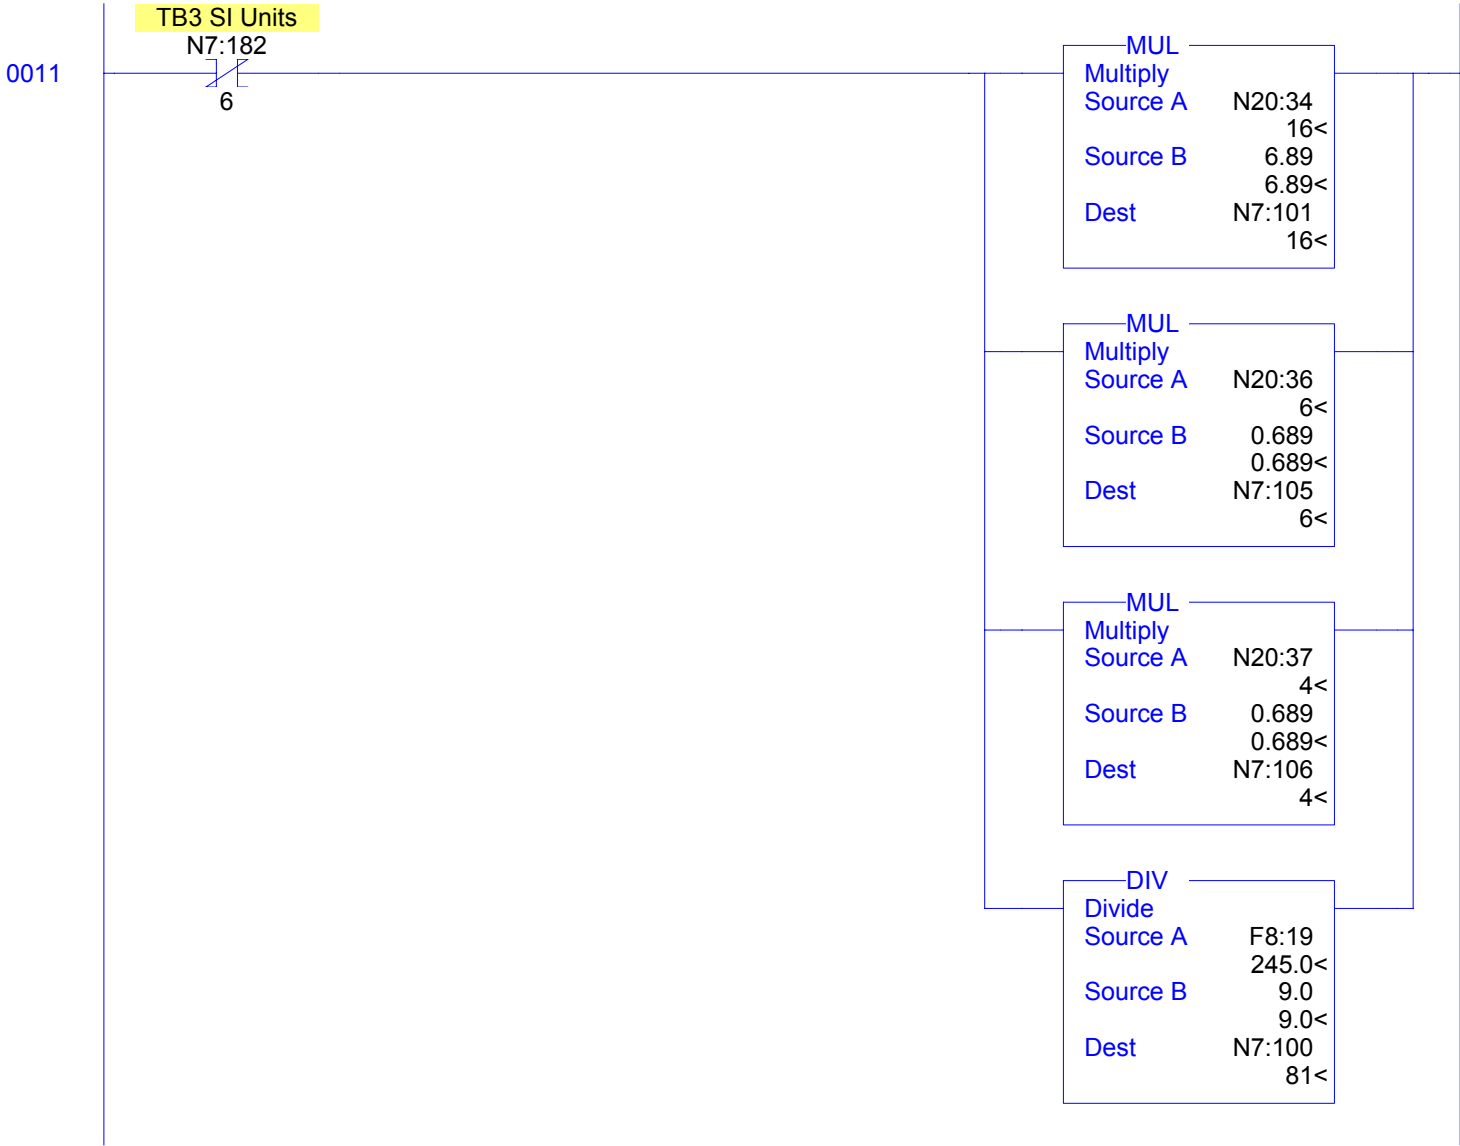 TB3 SI Units
N7:182
0011
6
MUL
Multiply
Source A N20:34
16<
Source B 6.89
6.89<
Dest N7:101
16<
MUL
Multiply
Source A N20:36
6<
Source B 0.689
0.689<
Dest N7:105
6<
MUL
Multiply
Source A N20:37
4<
Source B 0.689
0.689<
Dest N7:106
4<
DIV
Divide
Source A F8:19
245.0<
Source B 9.0
9.0<
Dest N7:100
81<